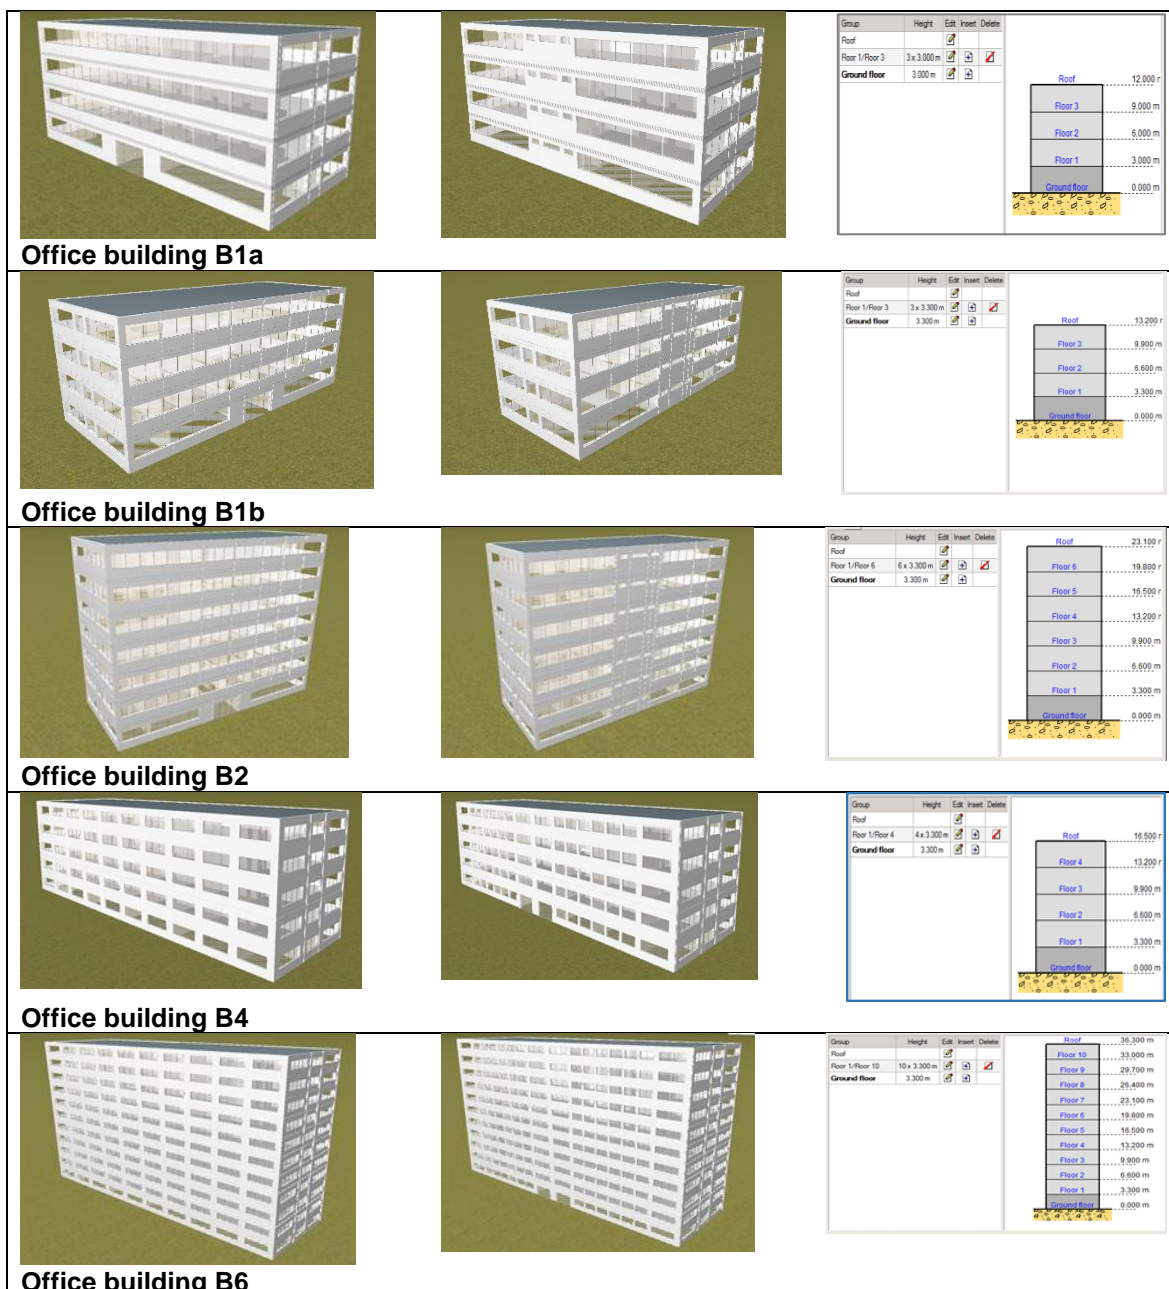 Group Height Edit Insert Delete
Roof
Floor 1/Floor 3 3 x 3.000 m
Ground floor 3.000 m
Roof 12.000 r
Floor 3 9.000 m
Floor 2 6.000 m
Floor 1 3.000 m
Ground floor 0.000 m
Office building B1a
Group Height Edit Insert Delete
Roof
Floor 1/Floor 3 3 x 3.300 m
Ground floor 3.300 m
Roof 13.200 r
Floor 3 9.900 m
Floor 2 6.600 m
Floor 1 3.300 m
Ground floor 0.000 m
Office building B1b
Group Height Edit Insert Delete
Roof
Floor 1/Floor 6 6 x 3.300 m
Ground floor 3.300 m
Roof 23.100 r
Floor 6 19.800 r
Floor 5 16.500 r
Floor 4 13.200 r
Floor 3 9.900 m
Floor 2 6.600 m
Floor 1 3.300 m
Ground floor 0.000 m
Office building B2
Group Height Edit Insert Delete
Roof
Floor 1/Floor 4 4 x 3.300 m
Ground floor 3.300 m
Roof 16.500 r
Floor 4 13.200 r
Floor 3 9.900 m
Floor 2 6.600 m
Floor 1 3.300 m
Ground floor 0.000 m
Office building B4
Group Height Edit Insert Delete
Roof
Floor 1/Floor 10 10 x 3.300 m
Ground floor 3.300 m
Roof 36.300 m
Floor 10 33.000 m
Floor 9 29.700 m
Floor 8 26.400 m
Floor 7 23.100 m
Floor 6 19.800 m
Floor 5 16.500 m
Floor 4 13.200 m
Floor 3 9.900 m
Floor 2 6.600 m
Floor 1 3.300 m
Ground floor 0.000 m
Office building B6